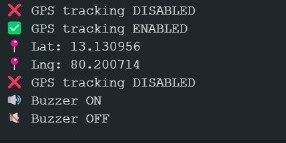 ❌ GPS tracking DISABLED
✅ GPS tracking ENABLED
📍 Lat: 13.130956
📍 Lng: 80.200714
❌ GPS tracking DISABLED
🔊 Buzzer ON
🔇 Buzzer OFF